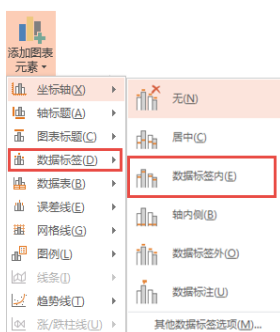 添加图表
元素
坐标轴(X)
轴标题(A)
图表标题(C)
数据标签(D)
数据表(B)
误差线(E)
网格线(G)
图例(L)
线条(I)
趋势线(T)
涨/跌柱线(U)
无(N)
居中(C)
数据标签内(E)
轴内侧(B)
数据标签外(O)
数据标注(U)
其他数据标签选项(M)...